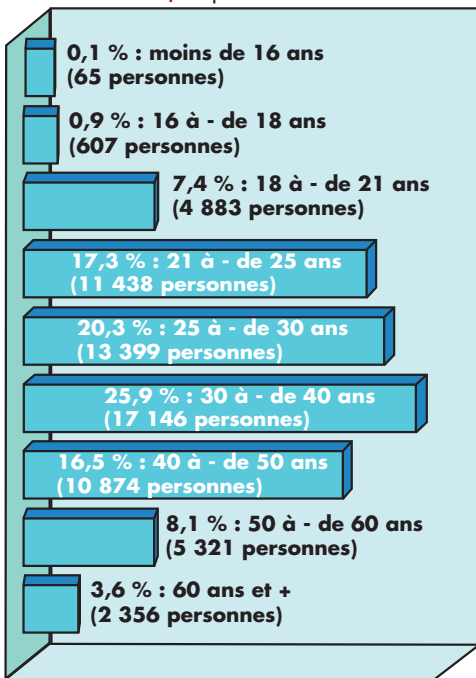 0,1 % : moins de 16 ans
(65 personnes)
0,9 % : 16 à - de 18 ans
(607 personnes)
7,4 % : 18 à - de 21 ans
(4 883 personnes)
17,3 % : 21 à - de 25 ans
(11 438 personnes)
20,3 % : 25 à - de 30 ans
(13 399 personnes)
25,9 % : 30 à - de 40 ans
(17 146 personnes)
16,5 % : 40 à - de 50 ans
(10 874 personnes)
8,1 % : 50 à - de 60 ans
(5 321 personnes)
3,6 % : 60 ans et +
(2 356 personnes)